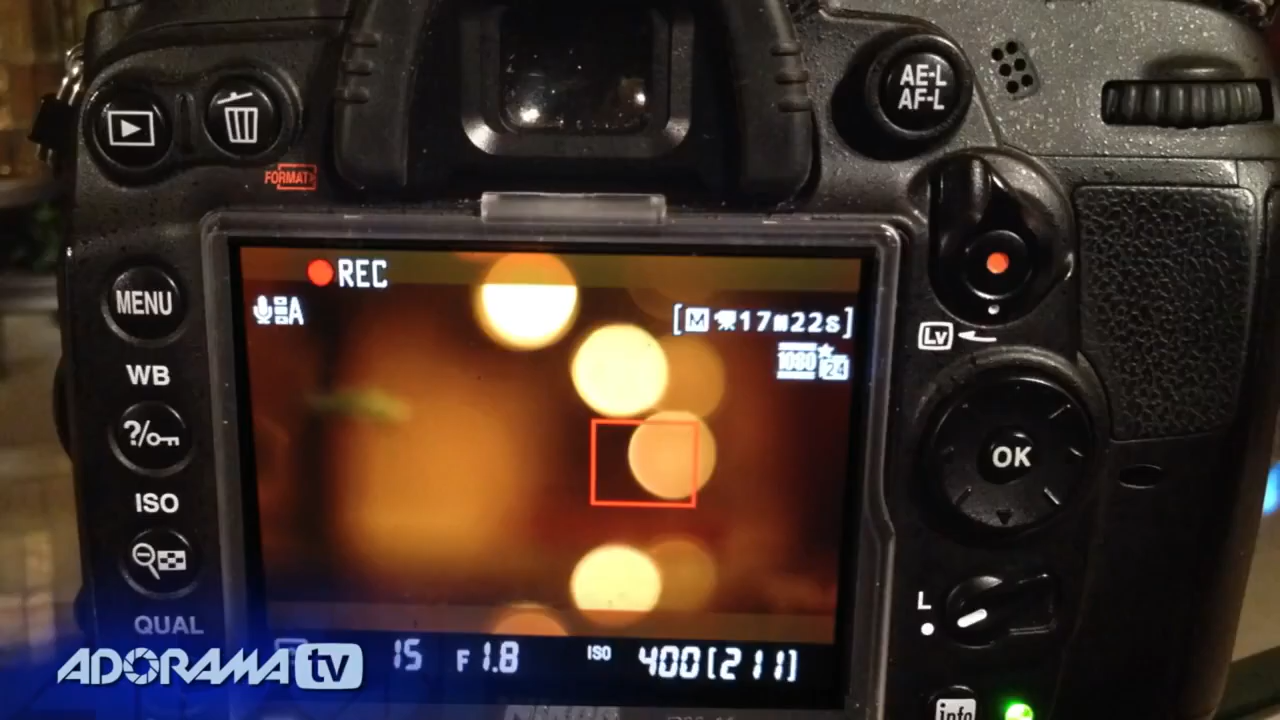 AE-L
AF-L
FORMAT
REC
MENU
A
[M 17m22s]
1080 24
Lv
WB
?
OK
ISO
L
QUAL
15 F1.8 ISO 400[211]
ADORAMA tv
info